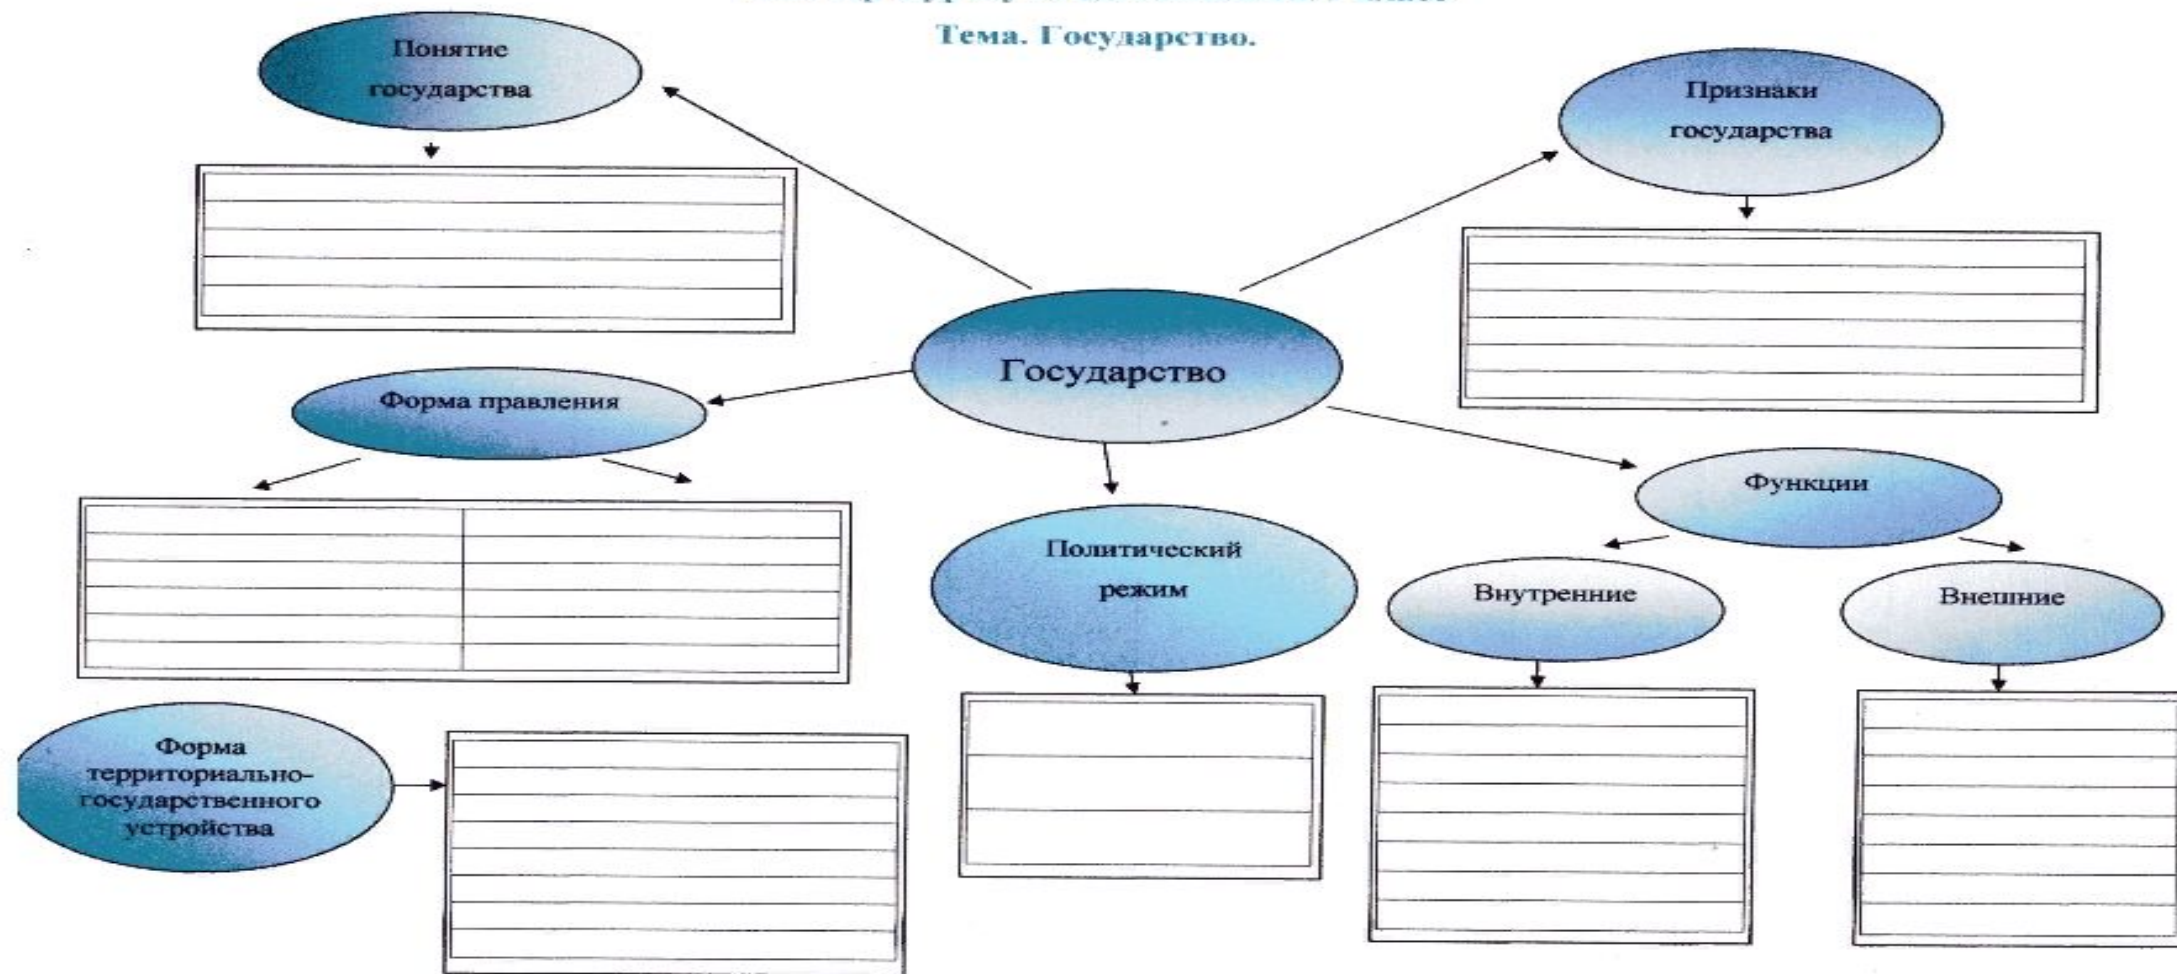 Тема. Государство.
Понятие
государства
Признаки
государства
Государство
Форма правления
Функции
Политический
режим
Внутренние
Внешние
Форма
территориально-
государственного
устройства